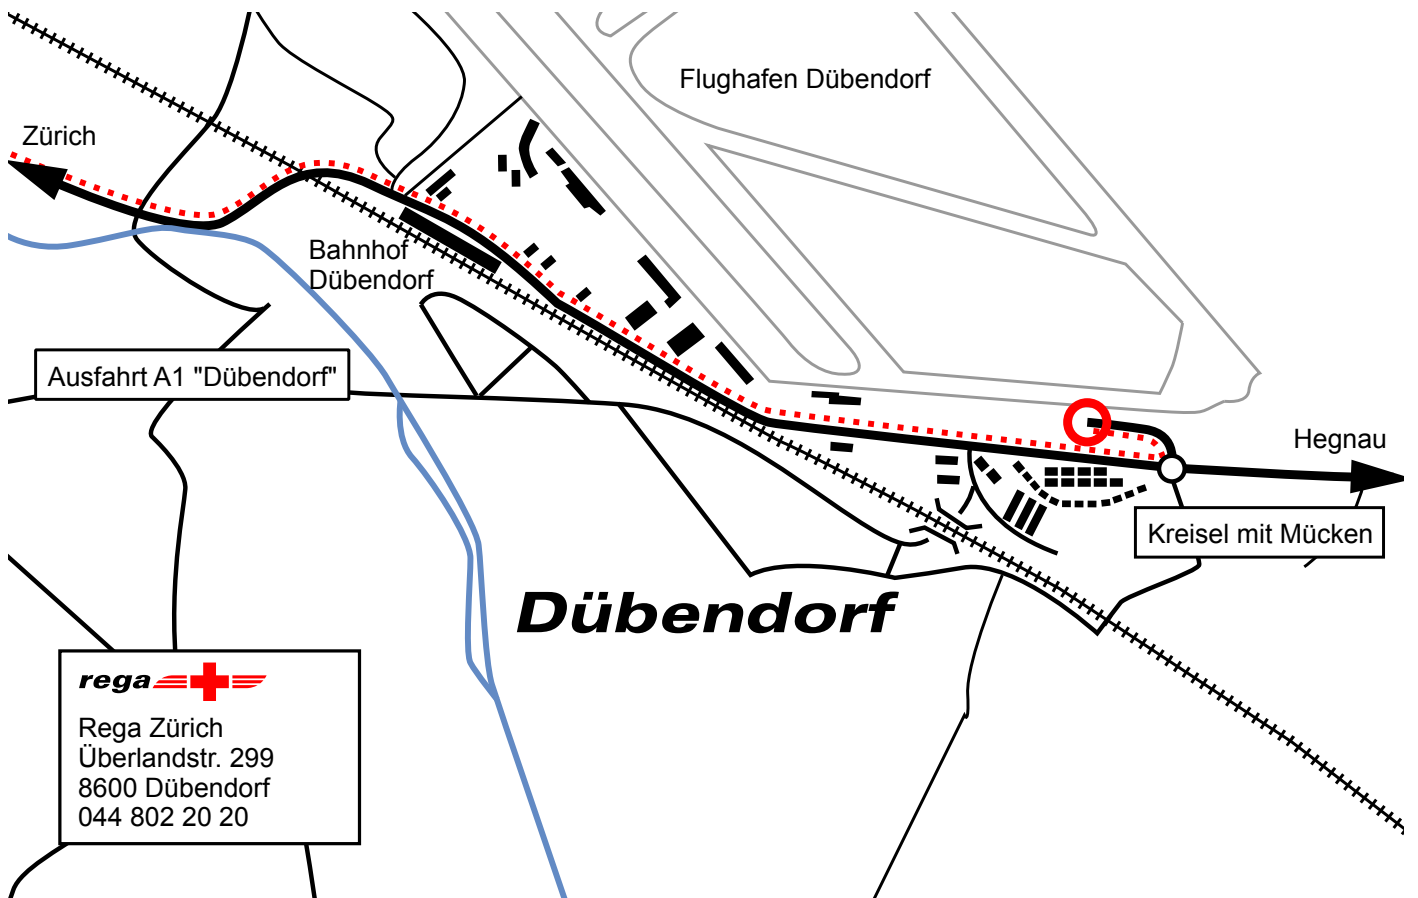 Flughafen Dübendorf
Zürich
Bahnhof
Dübendorf
Ausfahrt A1 "Dübendorf"
Hegnau
Kreisel mit Mücken
Dübendorf
rega
Rega Zürich
Überlandstr. 299
8600 Dübendorf
044 802 20 20